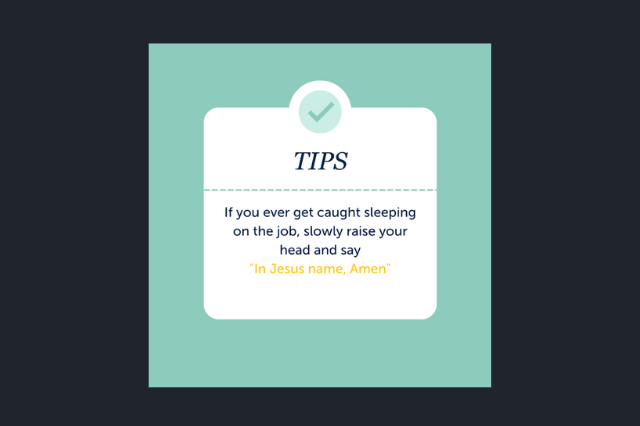 TIPS
If you ever get caught sleeping
on the job, slowly raise your
head and say
"In Jesus name, Amen"